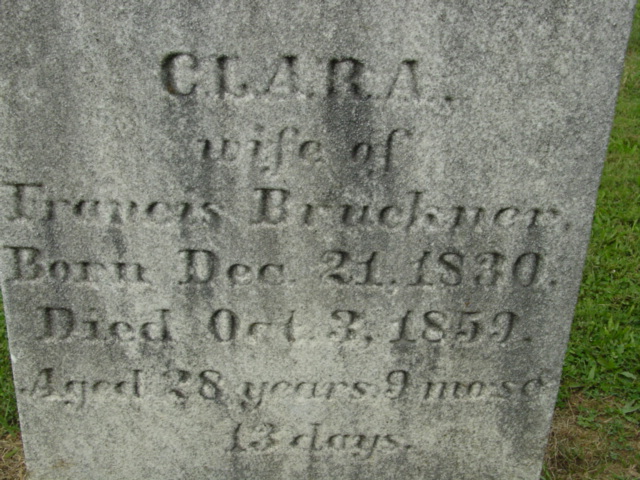 CLARA.
wife of
Francis Bruckner.
Born Dec. 21, 1830.
Died Oct. 3, 1859.
Aged 28 years, 9 mos &
13 days.